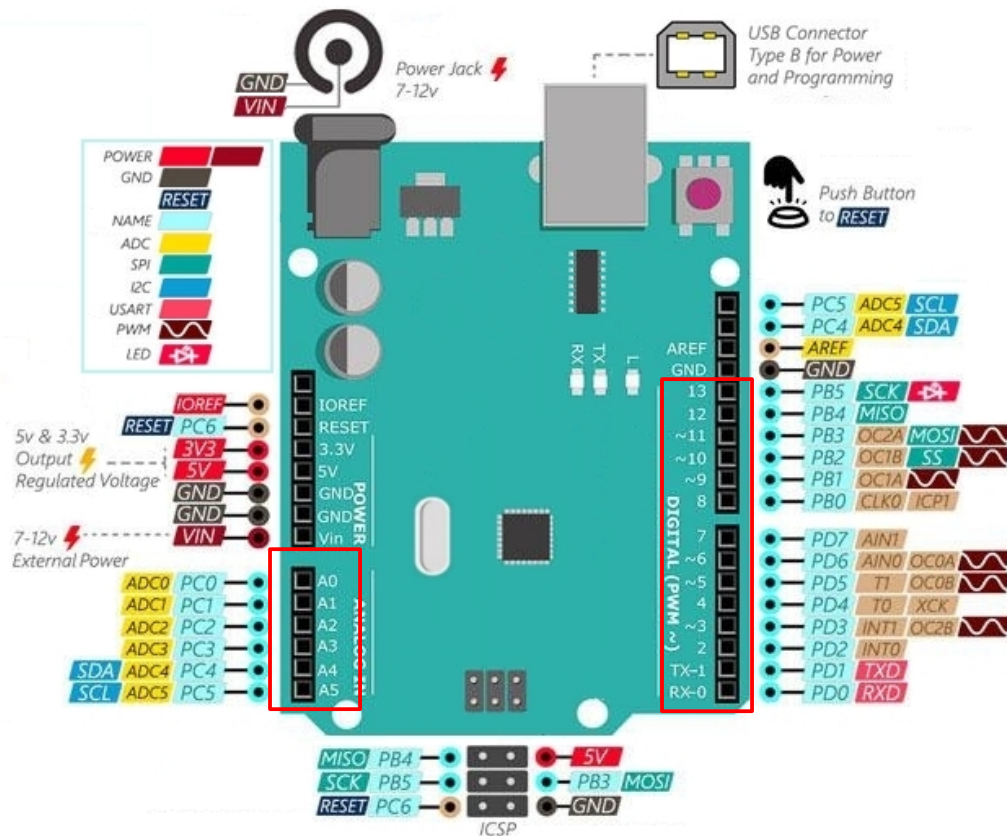 USB Connector
Type B for Power
and Programming
Power Jack
7-12v
GND
VIN
POWER
GND
RESET
NAME
ADC
SPI
I2C
USART
PWM
LED
Push Button
to RESET
RX
TX
L
PC5 ADC5 SCL
PC4 ADC4 SDA
AREF AREF
GND GND
13 PB5 SCK
12 PB4 MISO
~11 PB3 OC2A MOSI
~10 PB2 OC1B SS
~9 PB1 OC1A
8 PB0 CLK0 ICP1
7 PD7 AIN1
~6 PD6 AIN0 OC0A
~5 PD5 T1 OC0B
4 PD4 T0 XCK
~3 PD3 INT1 OC2B
2 PD2 INT0
TX-1 PD1 TXD
RX-0 PD0 RXD
DIGITAL (PWM ~)
IOREF IOREF
RESET PC6 RESET
3V3 3.3V
5V 5V
GND GND
GND GND
VIN Vin
POWER
5v & 3.3v
Output
Regulated Voltage
7-12v
External Power
ADC0 PC0 A0
ADC1 PC1 A1
ADC2 PC2 A2
ADC3 PC3 A3
SDA ADC4 PC4 A4
SCL ADC5 PC5 A5
ANALOG IN
MISO PB4 5V
SCK PB5 PB3 MOSI
RESET PC6 GND
ICSP